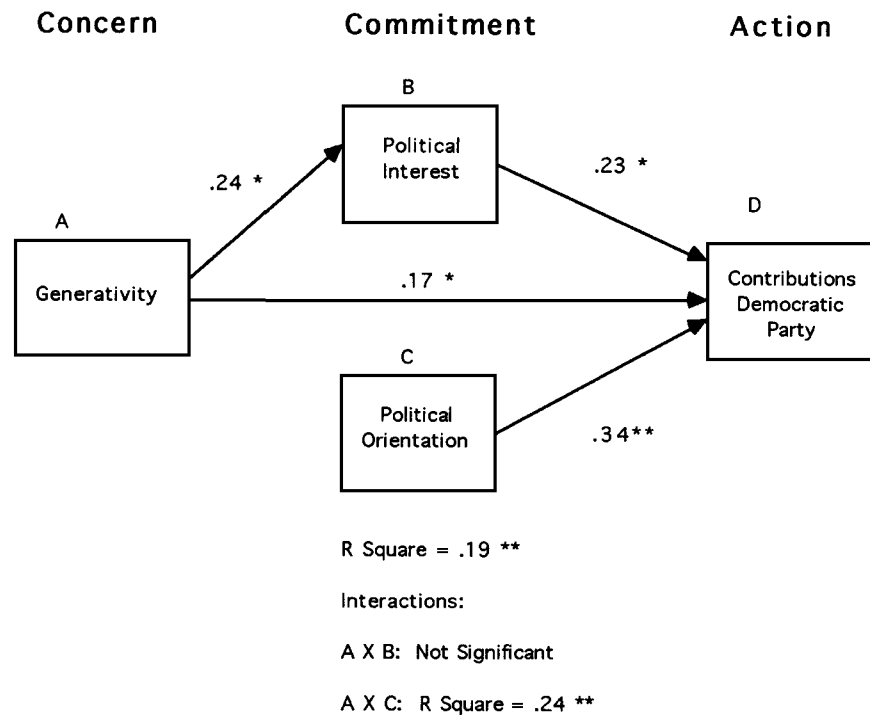 Concern
Commitment
Action
B
Political
Interest
.24 *
.23 *
A
D
Generativity
.17 *
Contributions
Democratic
Party
C
Political
Orientation
.34**
R Square = .19 **
Interactions:
A X B: Not Significant
A X C: R Square = .24 **